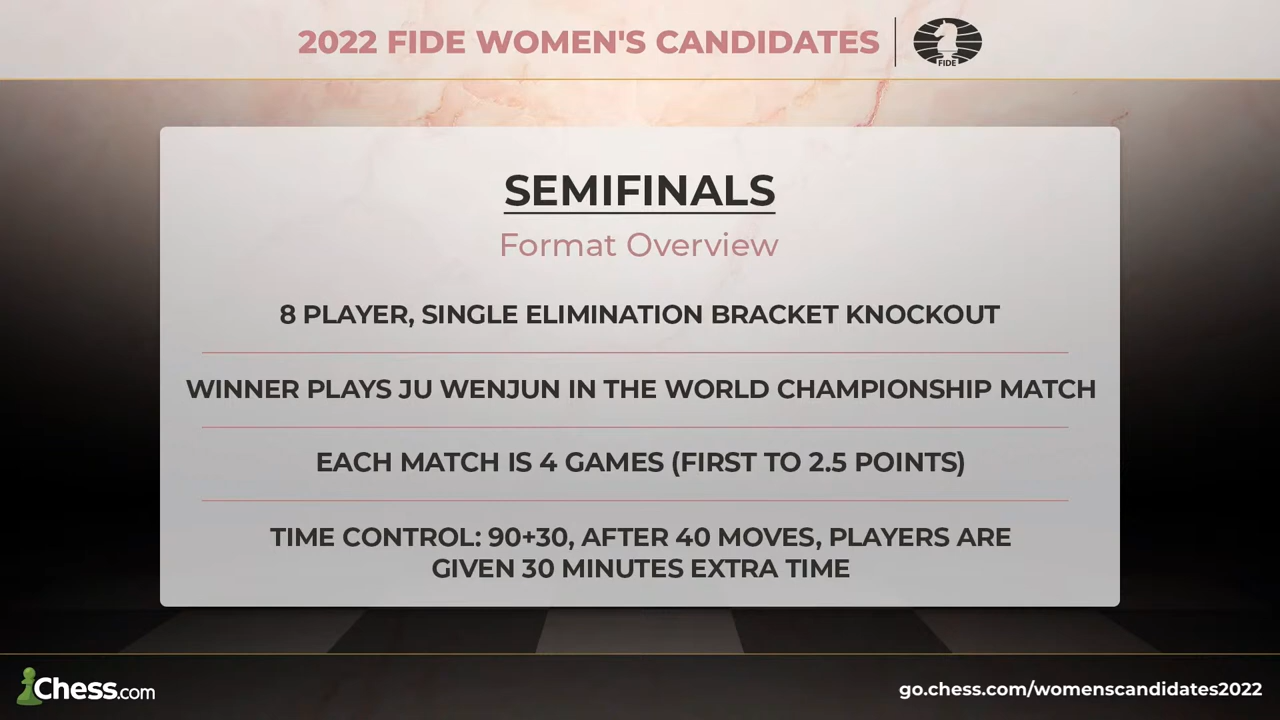 2022 FIDE WOMEN'S CANDIDATES
FIDE
SEMIFINALS
Format Overview
8 PLAYER, SINGLE ELIMINATION BRACKET KNOCKOUT
WINNER PLAYS JU WENJUN IN THE WORLD CHAMPIONSHIP MATCH
EACH MATCH IS 4 GAMES (FIRST TO 2.5 POINTS)
TIME CONTROL: 90+30, AFTER 40 MOVES, PLAYERS ARE
GIVEN 30 MINUTES EXTRA TIME
Chess.com
go.chess.com/womenscandidates2022